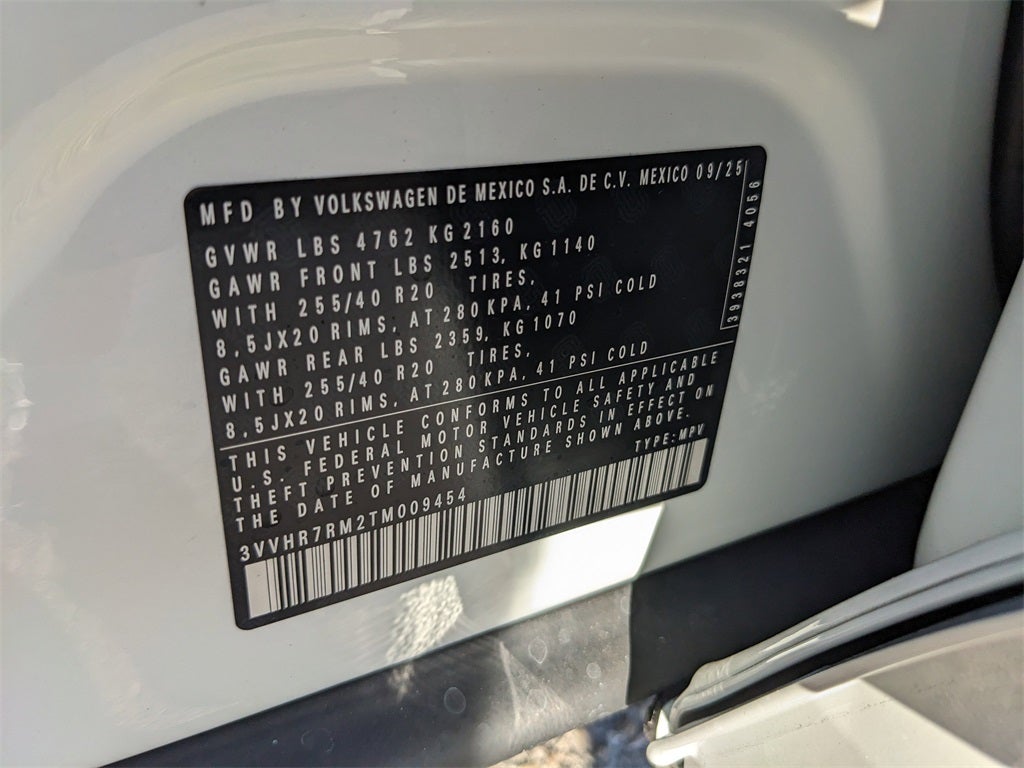 MFD BY VOLKSWAGEN DE MEXICO S.A. DE C.V. MEXICO 09/25
GVWR LBS 4762 KG 2160
GAWR FRONT LBS 2513, KG 1140
WITH 255/40 R20 TIRES,
8,5JX20 RIMS, AT 280 KPA, 41 PSI COLD
GAWR REAR LBS 2359, KG 1070
WITH 255/40 R20 TIRES,
8,5JX20 RIMS, AT 280 KPA, 41 PSI COLD
3938321 4056
THIS VEHICLE CONFORMS TO ALL APPLICABLE
U.S. FEDERAL MOTOR VEHICLE SAFETY AND
THEFT PREVENTION STANDARDS IN EFFECT ON
THE DATE OF MANUFACTURE SHOWN ABOVE.
3VVHR7RM2TM009454 TYPE:MPV